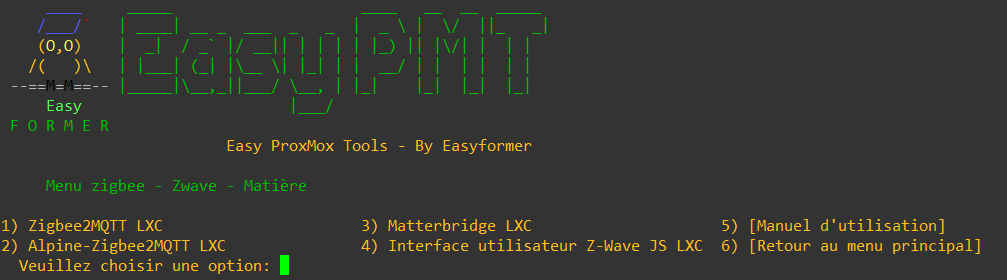 EasyPMT
(O,O)
--==M=M==--
Easy
F O R M E R
Easy ProxMox Tools - By Easyformer
Menu zigbee - Zwave - Matière
1) Zigbee2MQTT LXC 3) Matterbridge LXC 5) [Manuel d'utilisation]
2) Alpine-Zigbee2MQTT LXC 4) Interface utilisateur Z-Wave JS LXC 6) [Retour au menu principal]
Veuillez choisir une option: